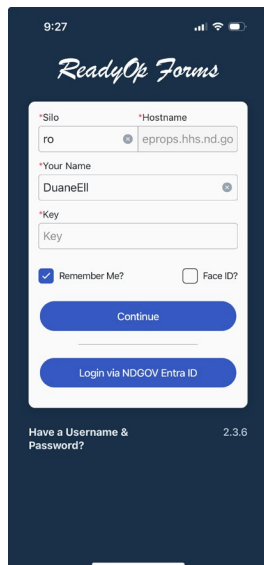 9:27
ReadyOp Forms
*Silo *Hostname
ro eprops.hhs.nd.go
*Your Name
DuaneEll
*Key
Key
Remember Me? Face ID?
Continue
Login via NDGOV Entra ID
Have a Username & 2.3.6
Password?